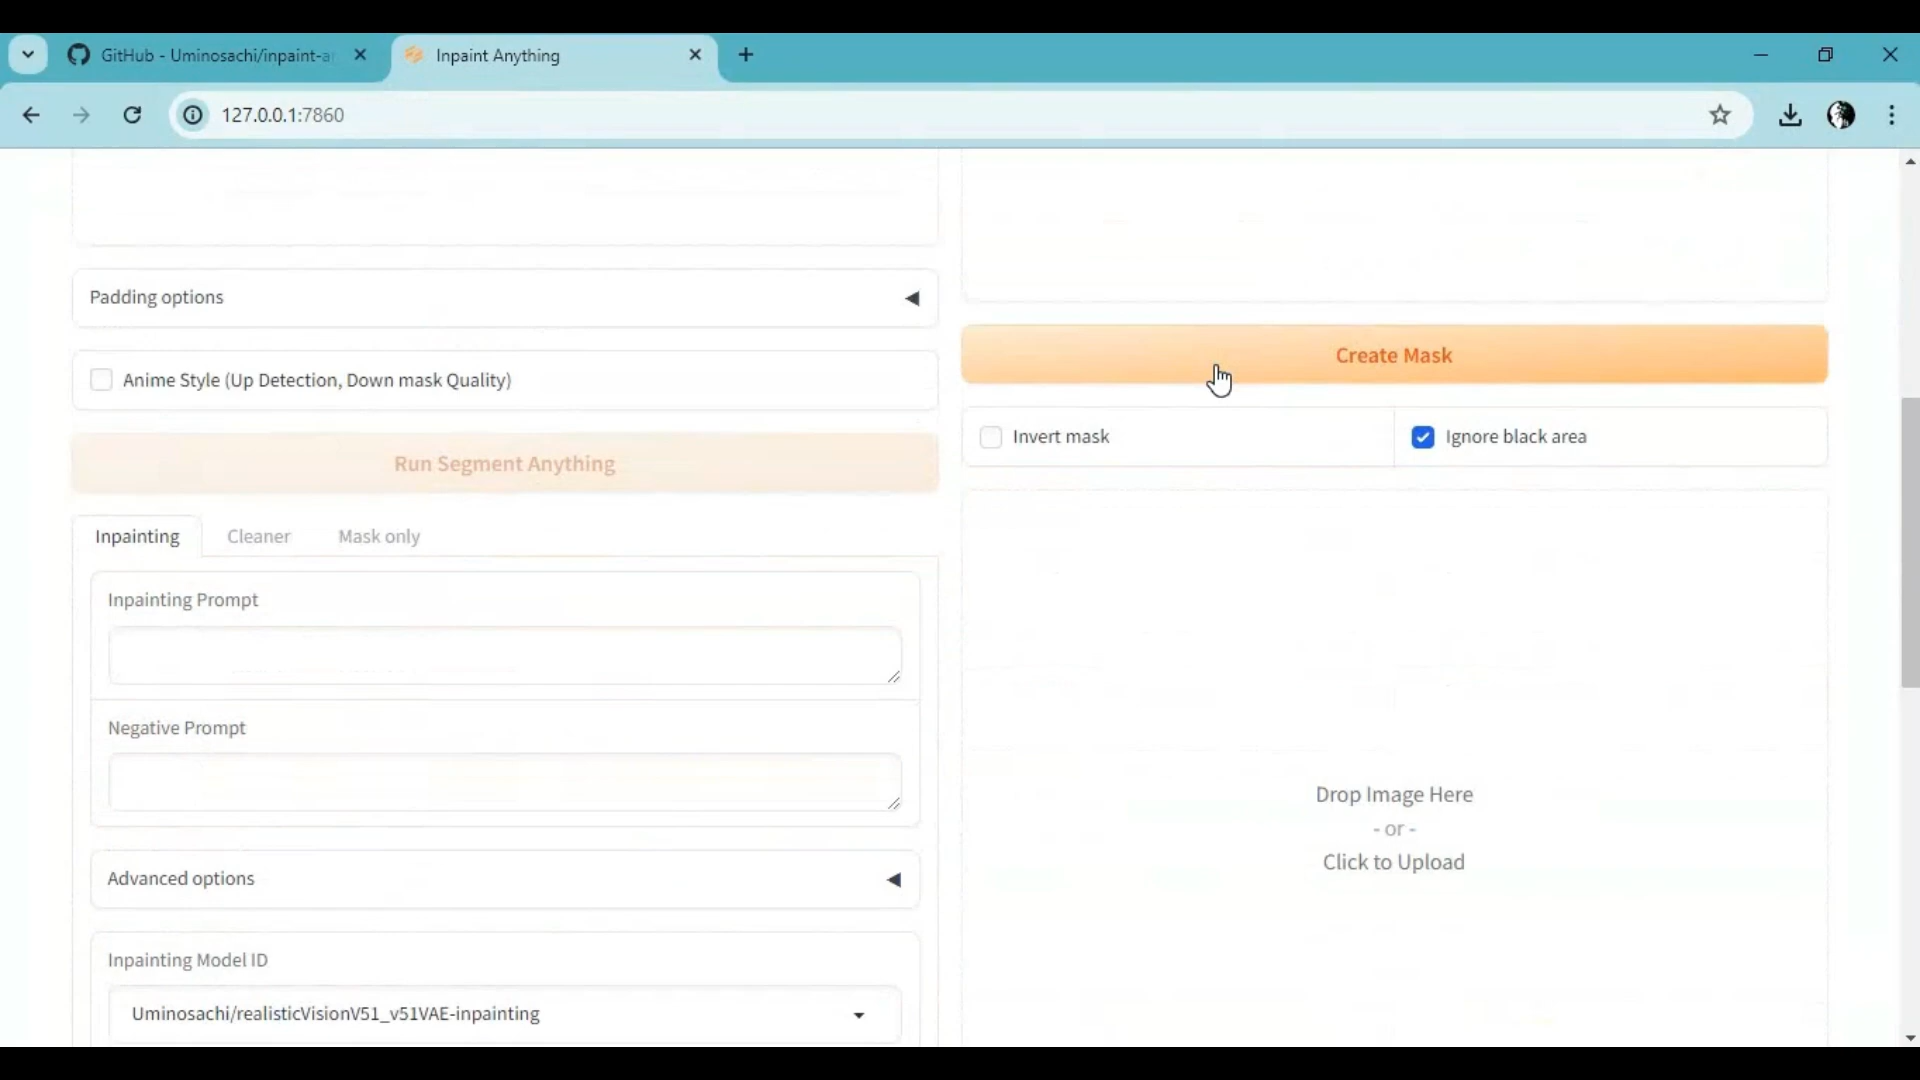 GitHub - Uminosachi/inpaint-a
Inpaint Anything
127.0.0.1:7860
Padding options
Anime Style (Up Detection, Down mask Quality)
Run Segment Anything
Inpainting
Cleaner
Mask only
Inpainting Prompt
Negative Prompt
Advanced options
Inpainting Model ID
Uminosachi/realisticVisionV51_v51VAE-inpainting
Create Mask
Invert mask
Ignore black area
Drop Image Here
- or -
Click to Upload